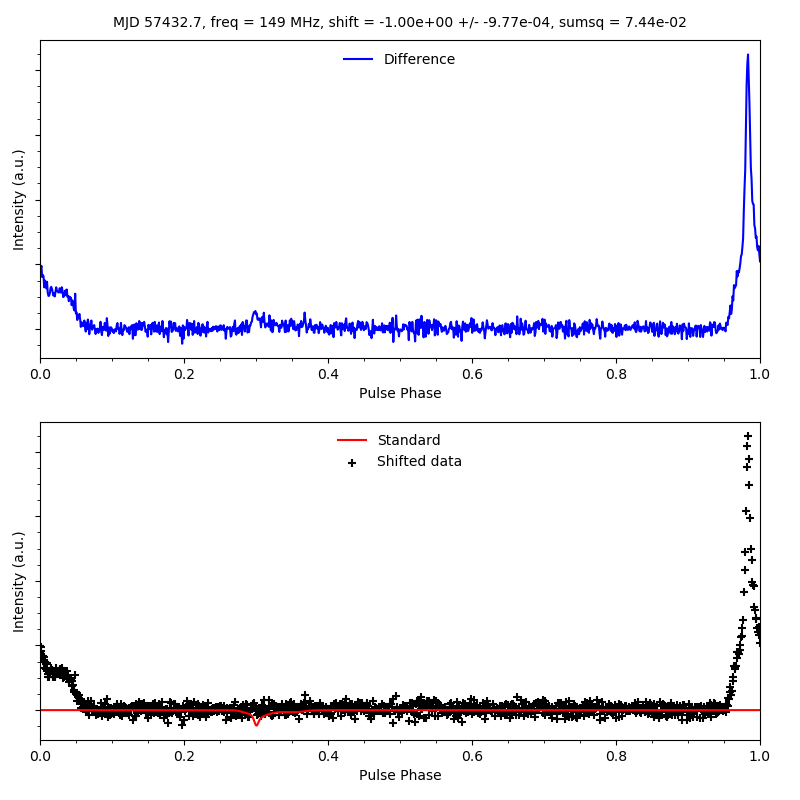 MJD 57432.7, freq = 149 MHz, shift = -1.00e+00 +/- -9.77e-04, sumsq = 7.44e-02
Difference
Intensity (a.u.)
0.0 0.2 0.4 0.6 0.8 1.0
Pulse Phase
Standard
Shifted data
Intensity (a.u.)
0.0 0.2 0.4 0.6 0.8 1.0
Pulse Phase